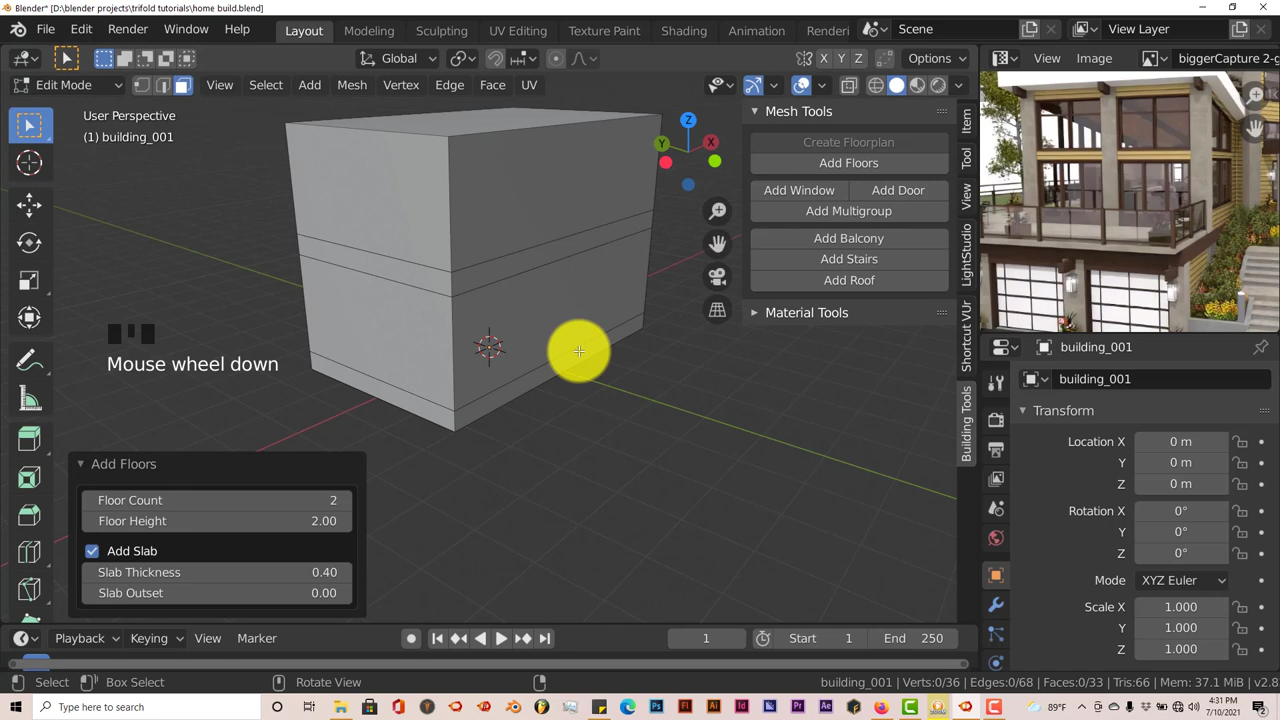 Blender* [D:\blender projects\trifold tutorials\home build.blend]
File Edit Render Window Help Layout Modeling Sculpting UV Editing Texture Paint Shading Animation Renderi Scene View Layer
Global X Y Z Options View Image biggerCapture 2-g
Edit Mode View Select Add Mesh Vertex Edge Face UV
User Perspective
(1) building_001
Z
Y
X
Mesh Tools
Create Floorplan
Add Floors
Add Window Add Door
Add Multigroup
Add Balcony
Add Stairs
Add Roof
Material Tools
Item
Tool
View
LightStudio
Shortcut VUr
Building Tools
Mouse wheel down
Add Floors
Floor Count 2
Floor Height 2.00
Add Slab
Slab Thickness 0.40
Slab Outset 0.00
building_001
building_001
Transform
Location X 0 m
Y 0 m
Z 0 m
Rotation X 0°
Y 0°
Z 0°
Mode XYZ Euler
Scale X 1.000
Y 1.000
Z 1.000
Playback Keying View Marker 1 Start 1 End 250
Select Box Select Rotate View building_001 | Verts:0/36 | Edges:0/68 | Faces:0/33 | Tris:66 | Mem: 37.1 MiB | v2.8
Type here to search
89°F
4:31 PM
7/10/2021